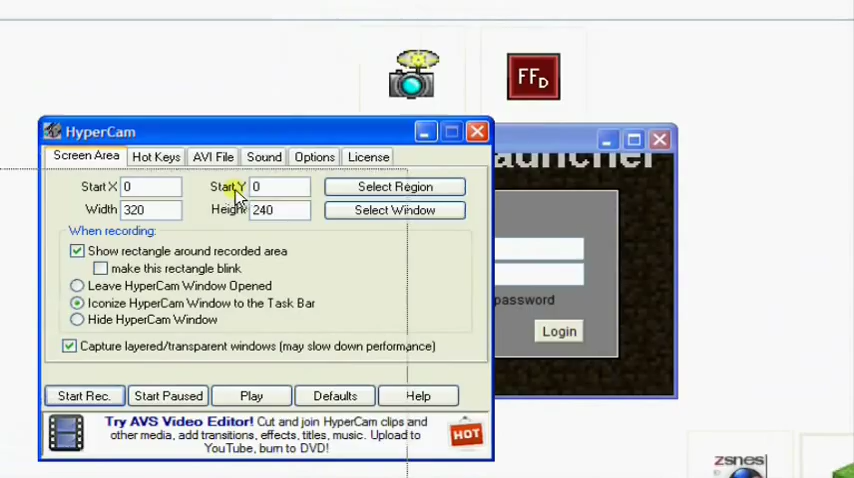 FFD
HyperCam
auncher
Screen Area Hot Keys AVI File Sound Options License
Start X 0 Start Y 0 Select Region
Width 320 Height 240 Select Window
When recording:
Show rectangle around recorded area
make this rectangle blink
Leave HyperCam Window Opened
password
Iconize HyperCam Window to the Task Bar
Hide HyperCam Window
Login
Capture layered/transparent windows (may slow down performance)
Start Rec. Start Paused Play Defaults Help
Try AVS Video Editor! Cut and join HyperCam clips and
other media, add transitions, effects, titles, music. Upload to
YouTube, burn to DVD!
HOT
zsnes